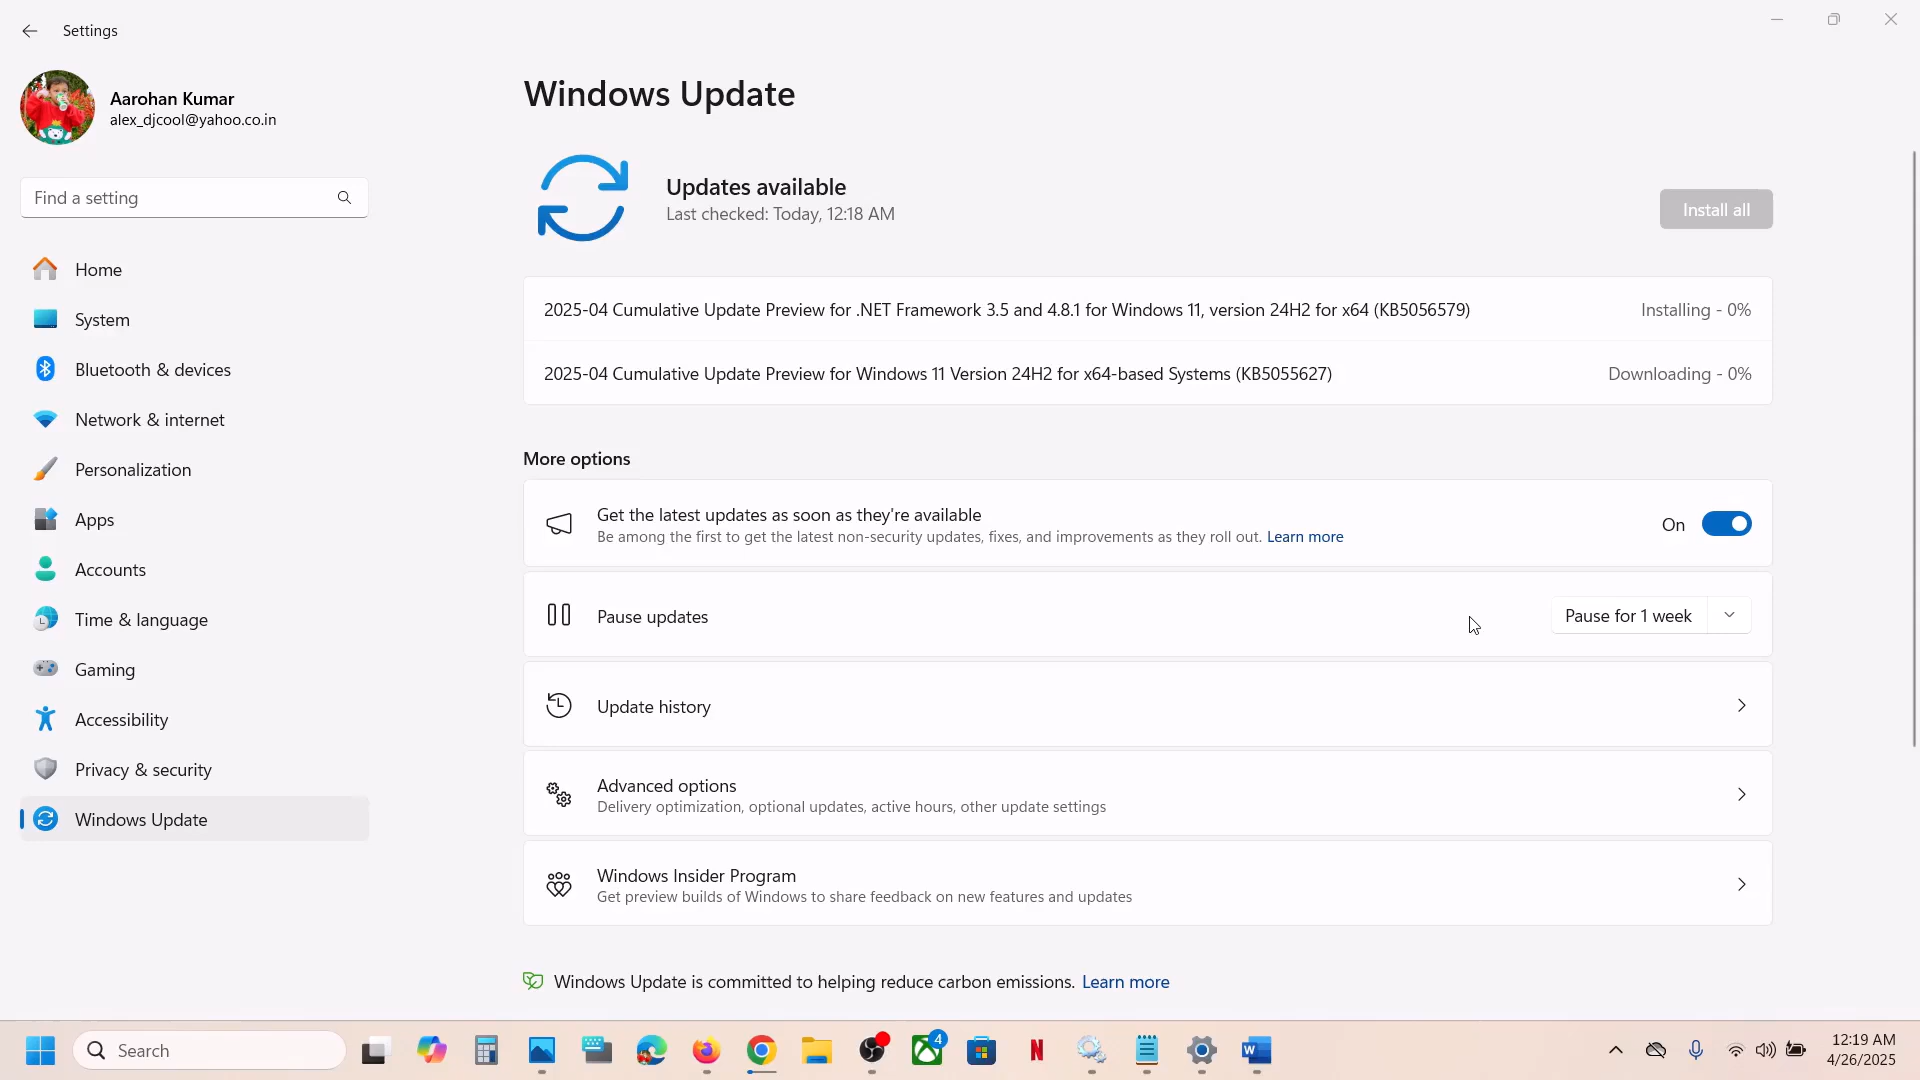 Settings
Aarohan Kumar
alex_djcool@yahoo.co.in
Find a setting
Home
System
Bluetooth & devices
Network & internet
Personalization
Apps
Accounts
Time & language
Gaming
Accessibility
Privacy & security
Windows Update
Windows Update
Updates available
Last checked: Today, 12:18 AM
Install all
2025-04 Cumulative Update Preview for .NET Framework 3.5 and 4.8.1 for Windows 11, version 24H2 for x64 (KB5056579) Installing - 0%
2025-04 Cumulative Update Preview for Windows 11 Version 24H2 for x64-based Systems (KB5055627) Downloading - 0%
More options
Get the latest updates as soon as they're available
Be among the first to get the latest non-security updates, fixes, and improvements as they roll out. Learn more
On
Pause updates
Pause for 1 week
Update history
Advanced options
Delivery optimization, optional updates, active hours, other update settings
Windows Insider Program
Get preview builds of Windows to share feedback on new features and updates
Windows Update is committed to helping reduce carbon emissions. Learn more
Search
4
N
W
12:19 AM
4/26/2025